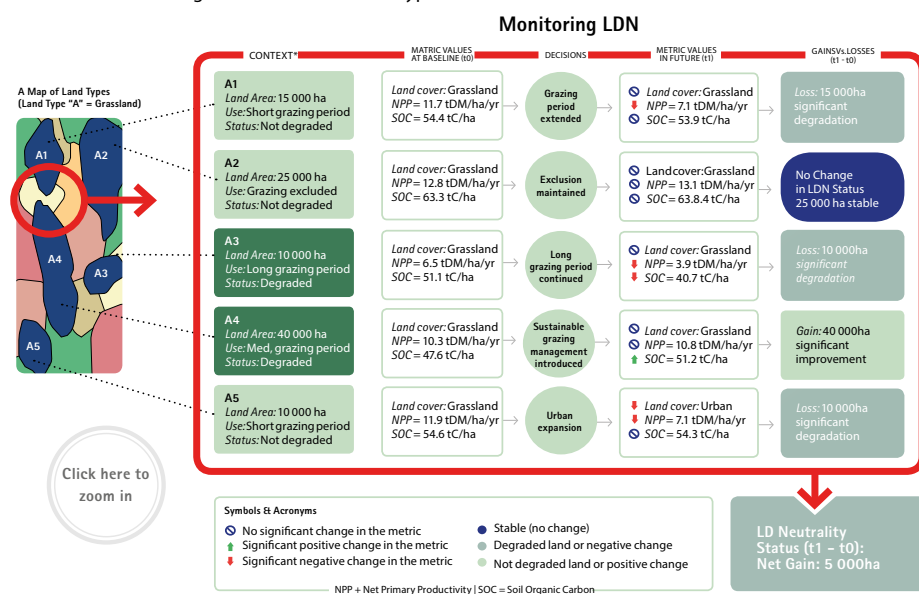 Monitoring LDN
CONTEXT*
MATRIC VALUES
AT BASELINE (t0)
DECISIONS
METRIC VALUES
IN FUTURE (t1)
GAINSVs.LOSSES
(t1 - t0)
A Map of Land Types
(Land Type "A" = Grassland)
A1
A2
A4
A3
A5
A1
Land Area: 15 000 ha
Use: Short grazing period
Status: Not degraded
Land cover: Grassland
NPP = 11.7 tDM/ha/yr
SOC = 54.4 tC/ha
Grazing
period
extended
Land cover: Grassland
NPP = 7.1 tDM/ha/yr
SOC = 53.9 tC/ha
Loss: 15 000ha
significant
degradation
A2
Land Area: 25 000 ha
Use: Grazing excluded
Status: Not degraded
Land cover: Grassland
NPP = 12.8 tDM/ha/yr
SOC = 63.3 tC/ha
Exclusion
maintained
Landcover: Grassland
NPP = 13.1 tDM/ha/yr
SOC = 63.8.4 tC/ha
No Change
in LDN Status
25 000 ha stable
A3
Land Area: 10 000 ha
Use: Long grazing period
Status: Degraded
Land cover: Grassland
NPP = 6.5 tDM/ha/yr
SOC = 51.1 tC/ha
Long
grazing period
continued
Land cover: Grassland
NPP = 3.9 tDM/ha/yr
SOC = 40.7 tC/ha
Loss: 10 000ha
significant
degradation
A4
Land Area: 40 000 ha
Use: Med, grazing period
Status: Degraded
Land cover: Grassland
NPP = 10.3 tDM/ha/yr
SOC = 47.6 tC/ha
Sustainable
grazing
management
introduced
Land cover: Grassland
NPP = 10.8 tDM/ha/yr
SOC = 51.2 tC/ha
Gain: 40 000ha
significant
improvement
A5
Land Area: 10 000 ha
Use: Short grazing period
Status: Not degraded
Land cover: Grassland
NPP = 11.9 tDM/ha/yr
SOC = 54.6 tC/ha
Urban
expansion
Land cover: Urban
NPP = 7.1 tDM/ha/yr
SOC = 54.3 tC/ha
Loss: 10 000ha
significant
degradation
Click here to
zoom in
Symbols & Acronyms
No significant change in the metric
Significant positive change in the metric
Significant negative change in the metric
Stable (no change)
Degraded land or negative change
Not degraded land or positive change
NPP + Net Primary Productivity | SOC = Soil Organic Carbon
LD Neutrality
Status (t1 - t0):
Net Gain: 5 000ha